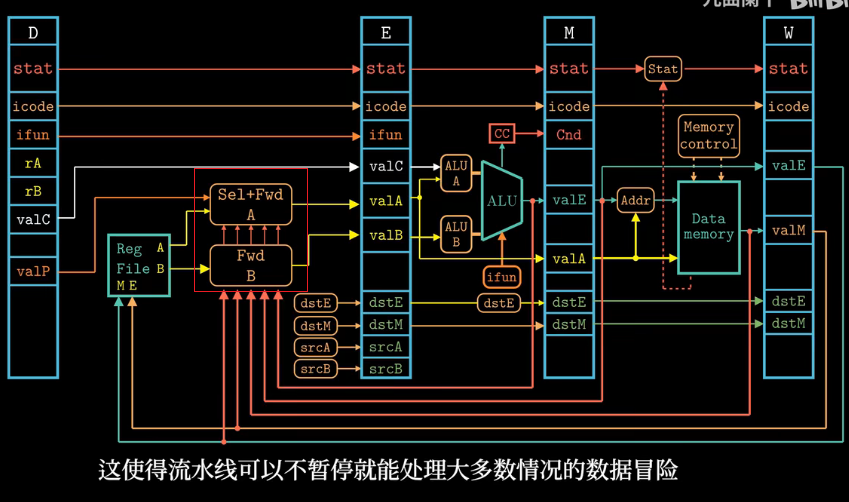 D
E
M
W
stat
stat
stat
Stat
stat
icode
icode
icode
icode
ifun
ifun
CC
Cnd
Memory
control
rA
valC
ALU
A
valE
rB
Sel+Fwd
A
valA
ALU
valE
Addr
valC
valB
ALU
B
Data
memory
valM
Reg
File
A
B
M E
Fwd
B
valP
ifun
valA
dstE
dstE
dstE
dstE
dstE
dstM
dstM
dstM
dstM
srcA
srcA
srcB
srcB
这使得流水线可以不暂停就能处理大多数情况的数据冒险